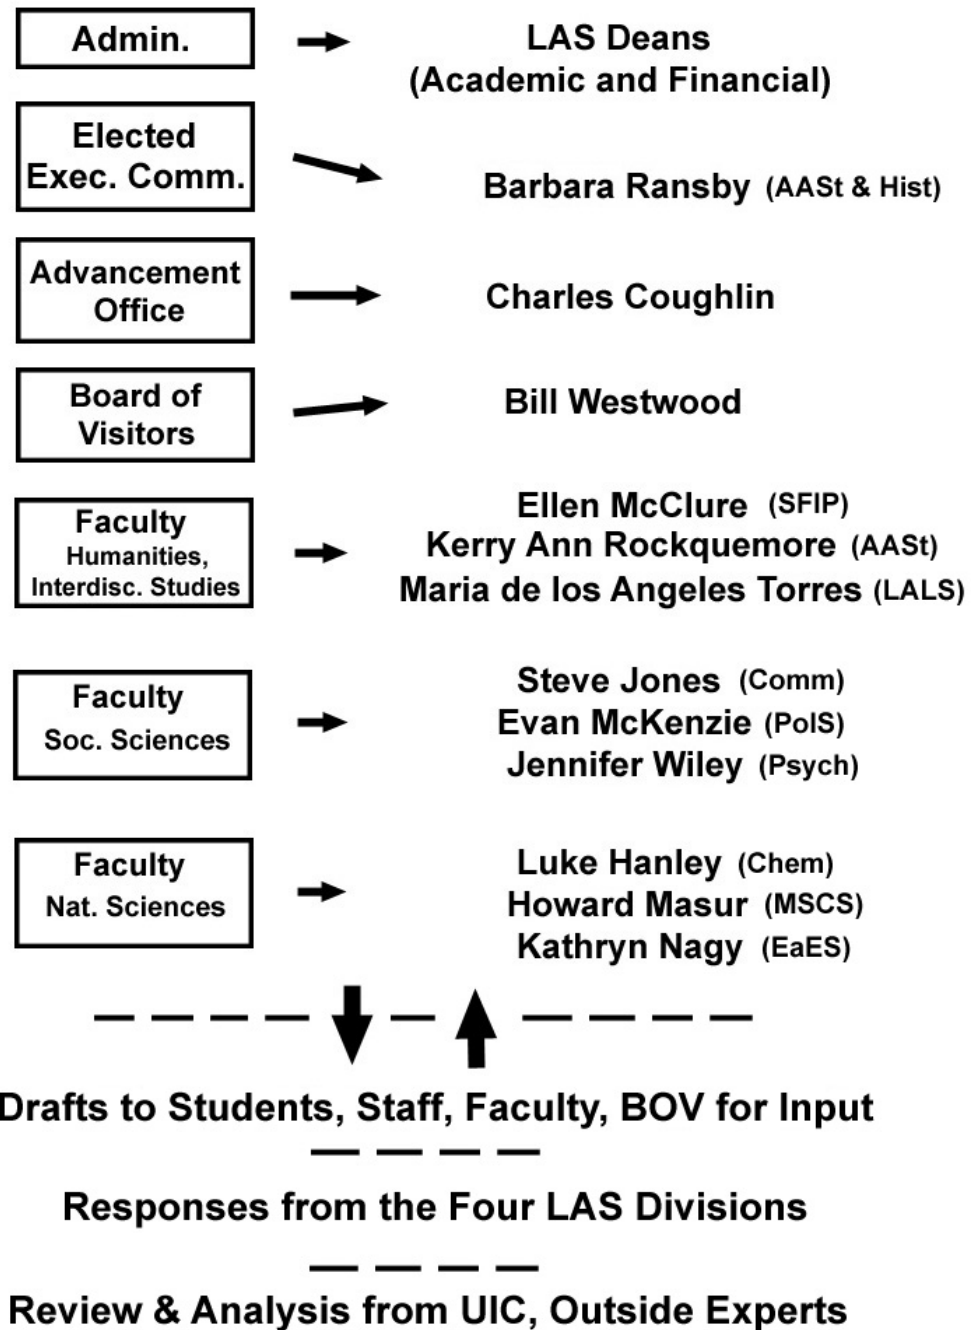 Admin.
LAS Deans
(Academic and Financial)
Elected
Exec. Comm.
Barbara Ransby (AASt & Hist)
Advancement
Office
Charles Coughlin
Board of
Visitors
Bill Westwood
Faculty
Humanities,
Interdisc. Studies
Ellen McClure (SFIP)
Kerry Ann Rockquemore (AASt)
Maria de los Angeles Torres (LALS)
Faculty
Soc. Sciences
Steve Jones (Comm)
Evan McKenzie (PolS)
Jennifer Wiley (Psych)
Faculty
Nat. Sciences
Luke Hanley (Chem)
Howard Masur (MSCS)
Kathryn Nagy (EaES)
Drafts to Students, Staff, Faculty, BOV for Input
Responses from the Four LAS Divisions
Review & Analysis from UIC, Outside Experts